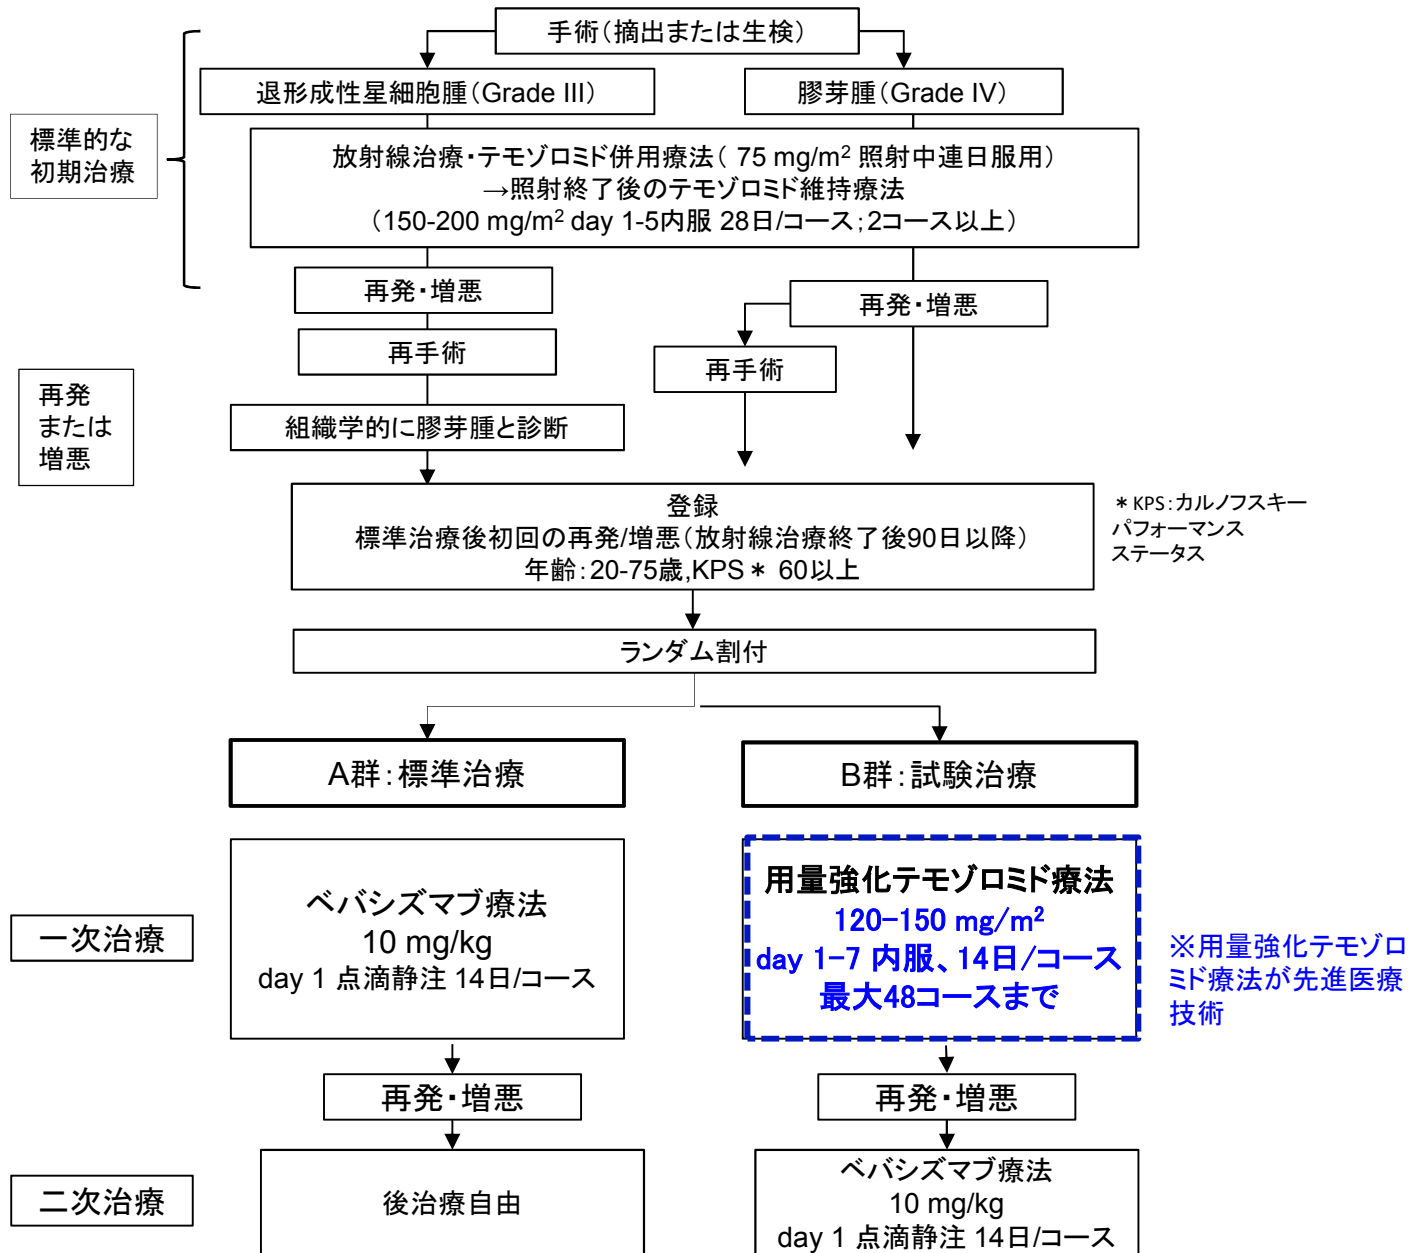 手術(摘出または生検)
退形成性星細胞腫(Grade III)
膠芽腫(Grade IV)
標準的な
初期治療
放射線治療・テモゾロミド併用療法( 75 mg/m² 照射中連日服用)
→照射終了後のテモゾロミド維持療法
(150-200 mg/m² day 1-5内服 28日/コース;2コース以上)
再発・増悪
再発・増悪
再手術
再手術
再発
または
増悪
組織学的に膠芽腫と診断
登録
標準治療後初回の再発/増悪(放射線治療終了後90日以降)
年齢:20-75歳,KPS＊ 60以上
＊KPS:カルノフスキー
パフォーマンス
ステータス
ランダム割付
A群:標準治療
B群:試験治療
一次治療
ベバシズマブ療法
10 mg/kg
day 1 点滴静注 14日/コース
用量強化テモゾロミド療法
120-150 mg/m²
day 1-7 内服、14日/コース
最大48コースまで
※用量強化テモゾロ
ミド療法が先進医療
技術
再発・増悪
再発・増悪
二次治療
後治療自由
ベバシズマブ療法
10 mg/kg
day 1 点滴静注 14日/コース